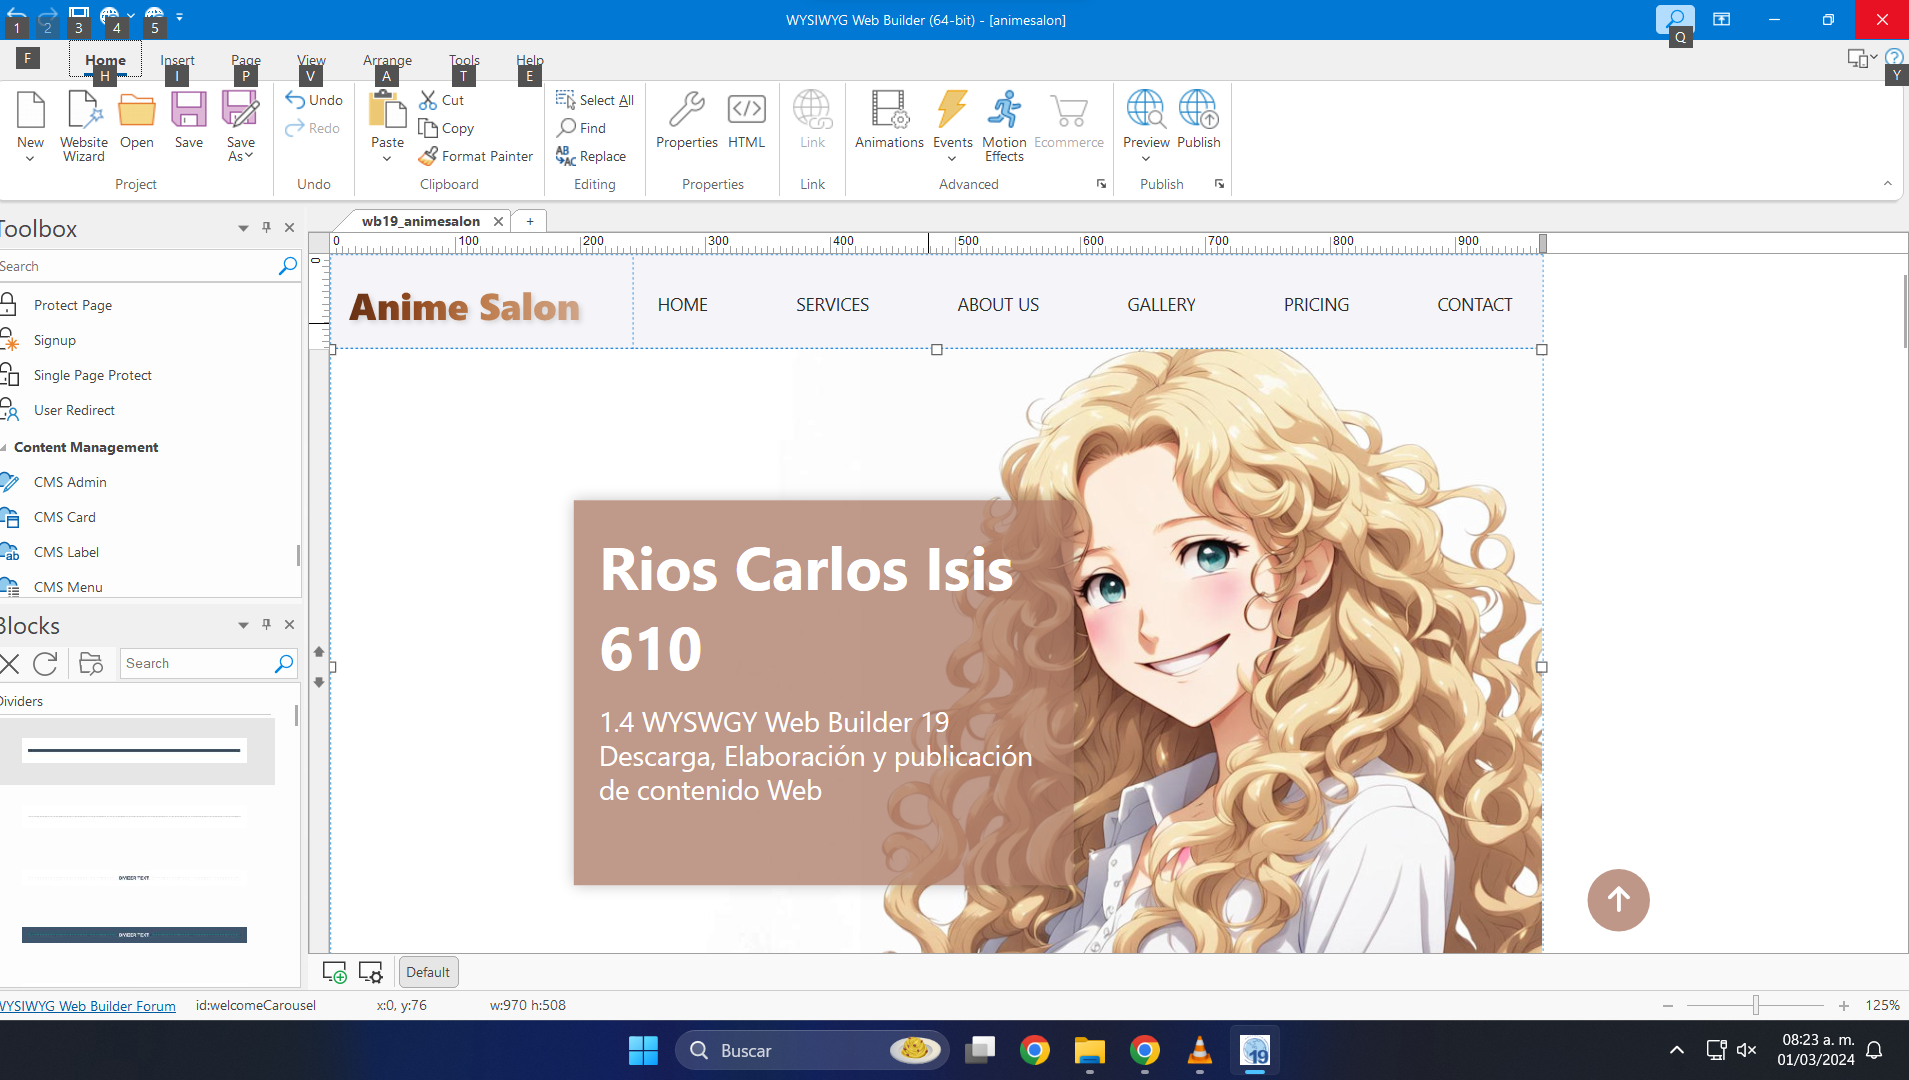 WYSIWYG Web Builder (64-bit) - [animesalon]
1 2 3 4 5 Q
F Home Insert Page View Arrange Tools Help
H I P V A T E Y
New
Website Wizard
Open
Save
Save As
Project
Undo
Redo
Undo
Paste
Cut
Copy
Format Painter
Clipboard
Select All
Find
Replace
Editing
Properties
HTML
Properties
Link
Link
Animations
Events
Motion Effects
Ecommerce
Advanced
Preview
Publish
Publish
Toolbox
Search
Protect Page
Signup
Single Page Protect
User Redirect
Content Management
CMS Admin
CMS Card
CMS Label
CMS Menu
Blocks
Search
Dividers
DIVIDER TEXT
DIVIDER TEXT
wb19_animesalon
0 100 200 300 400 500 600 700 800 900
0
Anime Salon
HOME SERVICES ABOUT US GALLERY PRICING CONTACT
Rios Carlos Isis
610
1.4 WYSWGY Web Builder 19
Descarga, Elaboración y publicación
de contenido Web
Default
WYSIWYG Web Builder Forum id:welcomeCarousel x:0, y:76 w:970 h:508 125%
Buscar
19
08:23 a. m.
01/03/2024